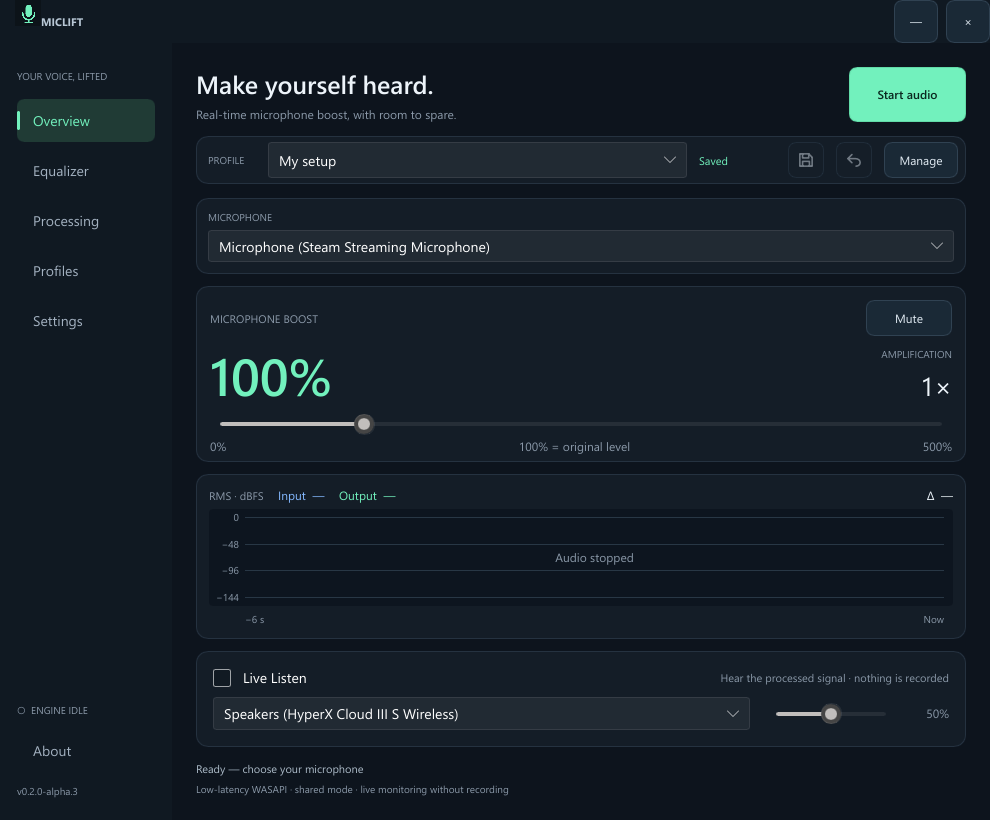 MICLIFT
— ×
YOUR VOICE, LIFTED
Overview
Equalizer
Processing
Profiles
Settings
ENGINE IDLE
About
v0.2.0-alpha.3
Make yourself heard.
Real-time microphone boost, with room to spare.
Start audio
PROFILE My setup Saved Manage
MICROPHONE
Microphone (Steam Streaming Microphone)
MICROPHONE BOOST Mute
AMPLIFICATION
100% 1×
0% 100% = original level 500%
RMS · dBFS Input — Output — Δ —
0
−48
Audio stopped
−96
−144
−6 s Now
Live Listen Hear the processed signal · nothing is recorded
Speakers (HyperX Cloud III S Wireless) 50%
Ready — choose your microphone
Low-latency WASAPI · shared mode · live monitoring without recording